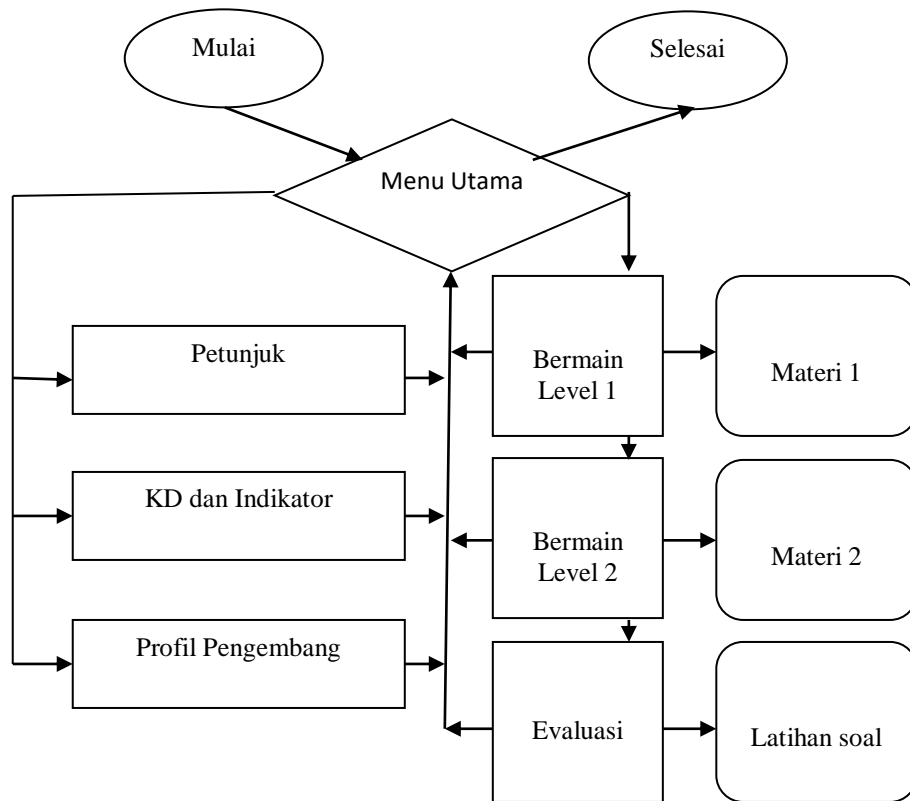 Mulai
Selesai
Menu Utama
Petunjuk
Bermain
Level 1
Materi 1
KD dan Indikator
Bermain
Level 2
Materi 2
Profil Pengembang
Evaluasi
Latihan soal